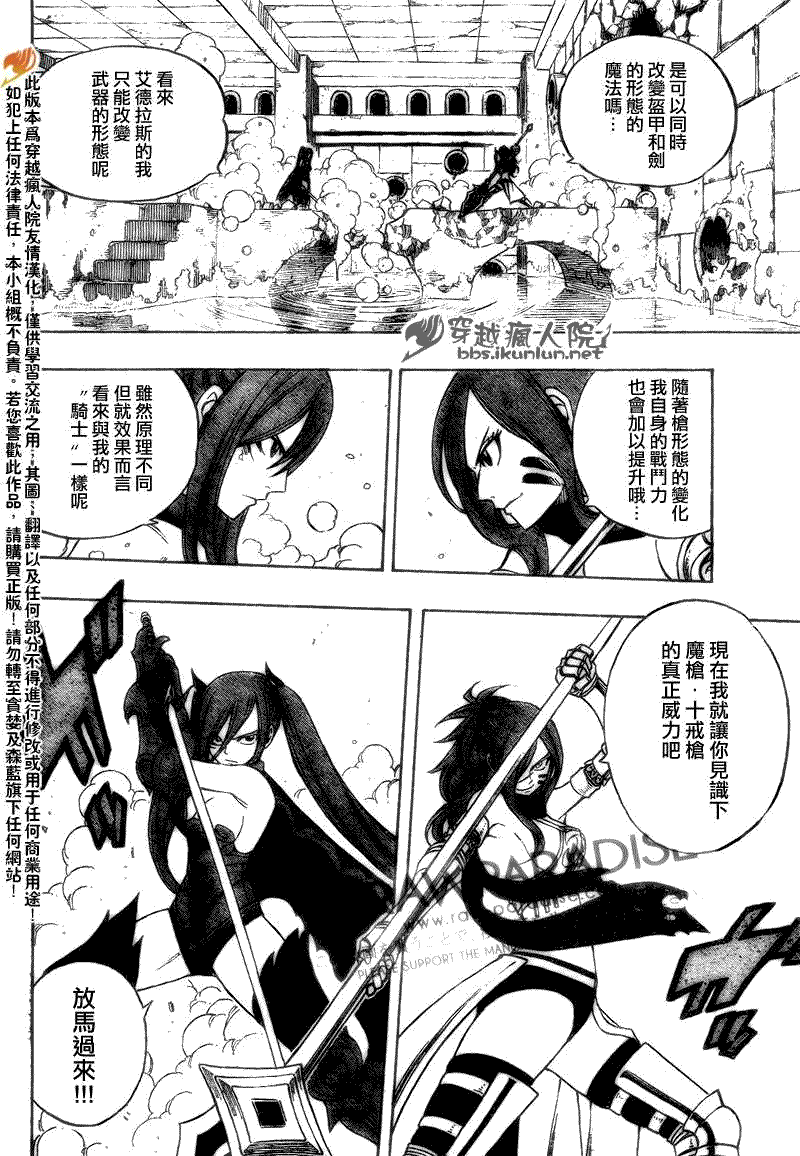 是可以同時
改變盔甲和劍
的形態的
魔法嗎…
看來
艾德拉斯的我
只能改變
武器的形態呢
穿越瘋人院
bbs.ikunlun.net
隨著槍形態的變化
我自身的戰鬥力
也會加以提升哦…
雖然原理不同
但就效果而言
看來與我的
〝騎士〞一樣呢
現在我就讓你見識下
魔槍．十戒槍
的真正威力吧
放馬過來!!!
RAW PARADISE
PLEASE SUPPORT THE MAN
此版本爲穿越瘋人院友情漢化，僅供學習交流之用，其圖、翻譯以及任何部分不得進行修改或用于任何商業用途！
如犯上任何法律責任，本小組概不負責。若您喜歡此作品，請購買正版！請勿轉至貪婪及森藍旗下任何網站！